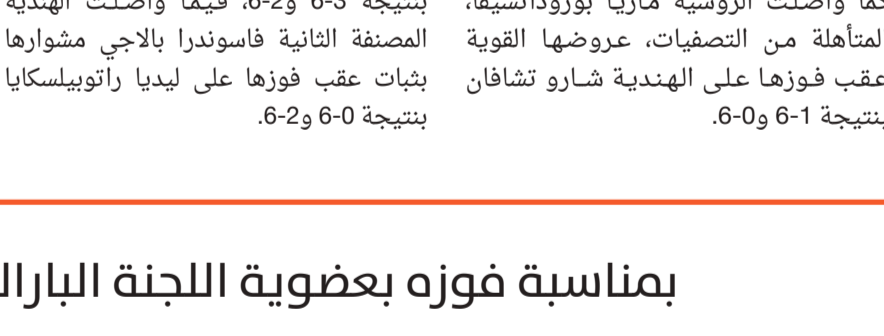 كما واصلت الروسية ماريا بوروداتشيفا،
المتأهلة من التصفيات، عروضها القوية
عقب فوزها على الهندية شارو تشافان
بنتيجة 1-6 و0-6.
بنتيجة 3-6 و2-6، فيما واصلت الهندية
المصنفة الثانية فاسوندرا بالاجي مشوارها
بثبات عقب فوزها على ليديا راتوبيلسكايا
بنتيجة 0-6 و2-6.
بمناسبة فوزه بعضوية اللجنة البارال